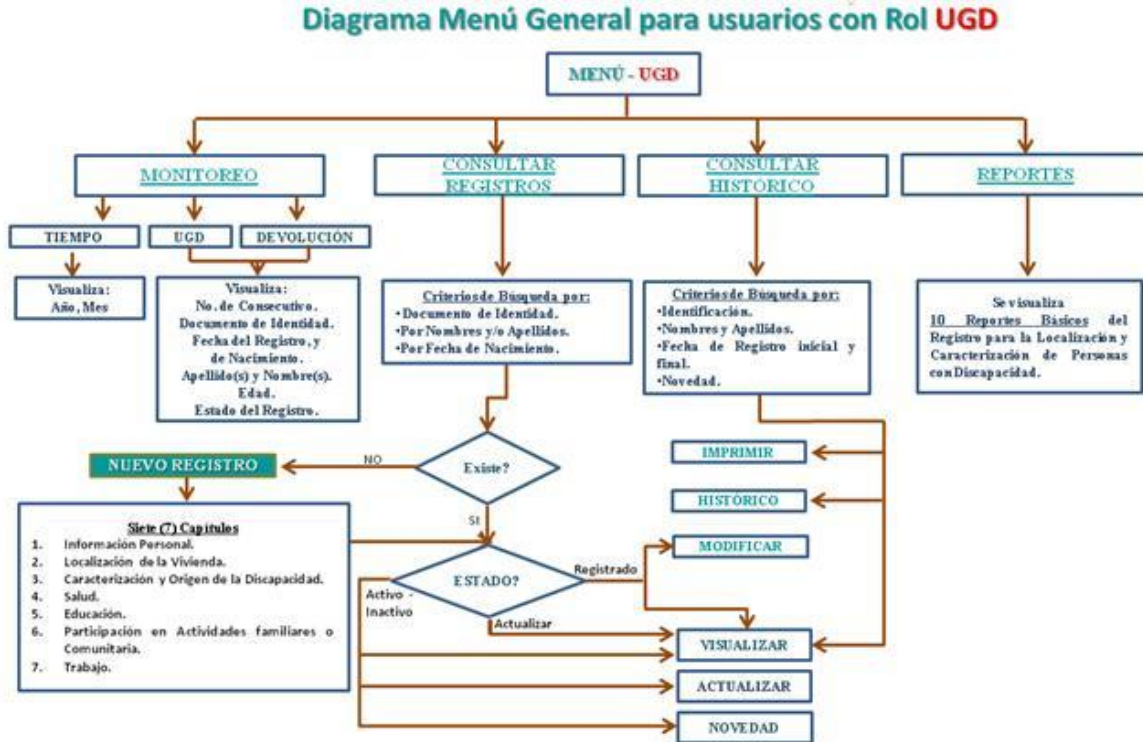 Diagrama Menú General para usuarios con Rol UGD
MENÚ - UGD
MONITOREO
CONSULTAR
REGISTROS
CONSULTAR
HISTÓRICO
REPORTES
TIEMPO
UGD
DEVOLUCIÓN
Visualiza:
Año, Mes
Visualiza:
No. de Consecutivo.
Documento de Identidad.
Fecha del Registro, y
de Nacimiento.
Apellido(s) y Nombre(s).
Edad.
Estado del Registro.
Criterios de Búsqueda por:
•Documento de Identidad.
•Por Nombres y/o Apellidos.
•Por Fecha de Nacimiento.
Criterios de Búsqueda por:
•Identificación.
•Nombres y Apellidos.
•Fecha de Registro inicial y
final.
•Novedad.
Se visualiza
10 Reportes Básicos del
Registro para la Localización y
Caracterización de Personas
con Discapacidad.
NUEVO REGISTRO
NO
Existe?
SI
IMPRIMIR
HISTÓRICO
MODIFICAR
Siete (7) Capítulos
1. Información Personal.
2. Localización de la Vivienda.
3. Caracterización y Origen de la Discapacidad.
4. Salud.
5. Educación.
6. Participación en Actividades familiares o
Comunitaria.
7. Trabajo.
ESTADO?
Registrado
Activo -
Inactivo
Actualizar
VISUALIZAR
ACTUALIZAR
NOVEDAD